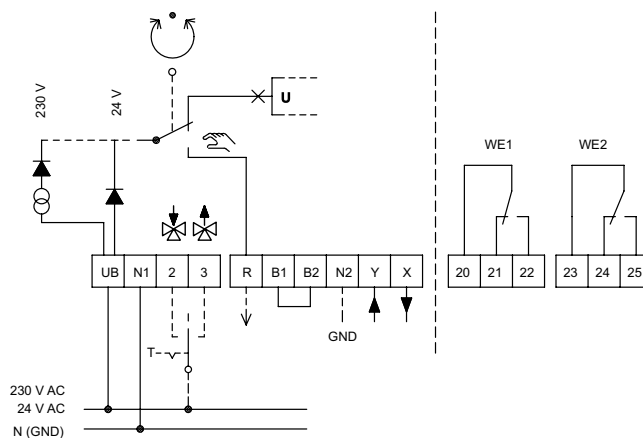 230 V
24 V
U
WE1
WE2
UB N1 2 3
R B1 B2 N2 Y X
20 21 22
23 24 25
GND
T
230 V AC
24 V AC
N (GND)